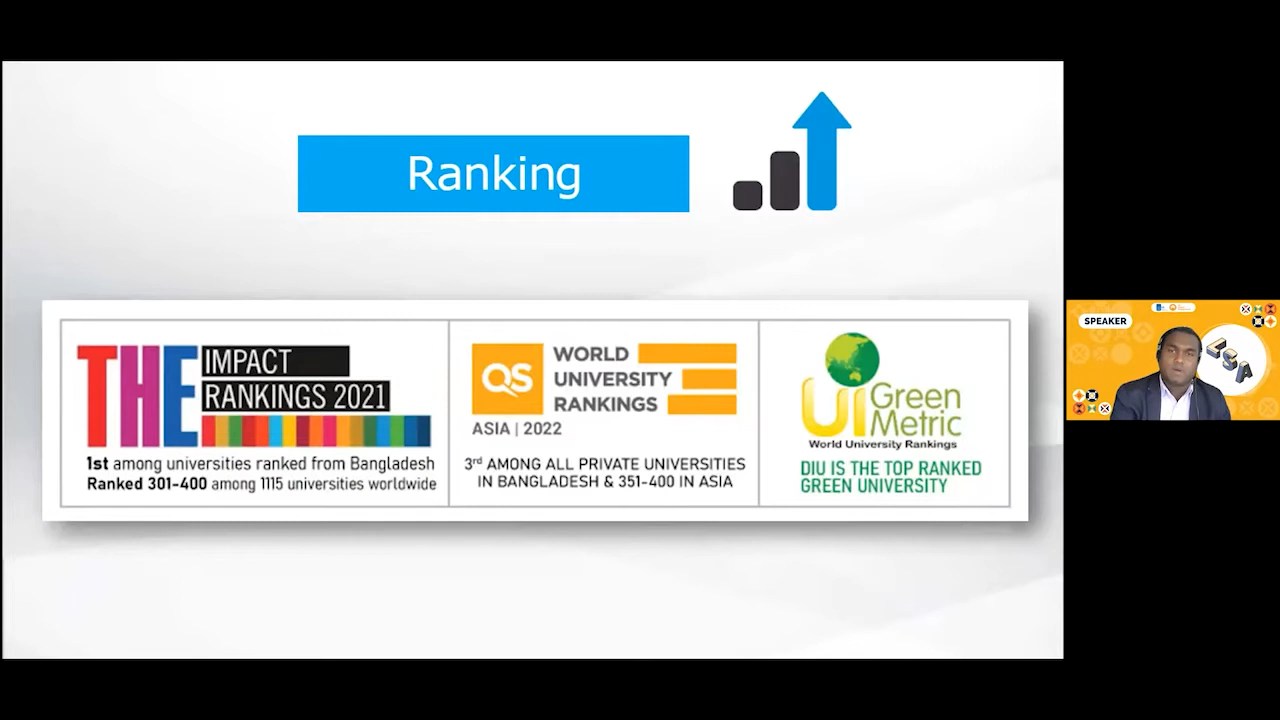 Ranking
THE IMPACT
RANKINGS 2021
1st among universities ranked from Bangladesh
Ranked 301-400 among 1115 universities worldwide
QS
WORLD
UNIVERSITY
RANKINGS
ASIA | 2022
3rd AMONG ALL PRIVATE UNIVERSITIES
IN BANGLADESH & 351-400 IN ASIA
UI
Green
Metric
World University Rankings
DIU IS THE TOP RANKED
GREEN UNIVERSITY
SPEAKER